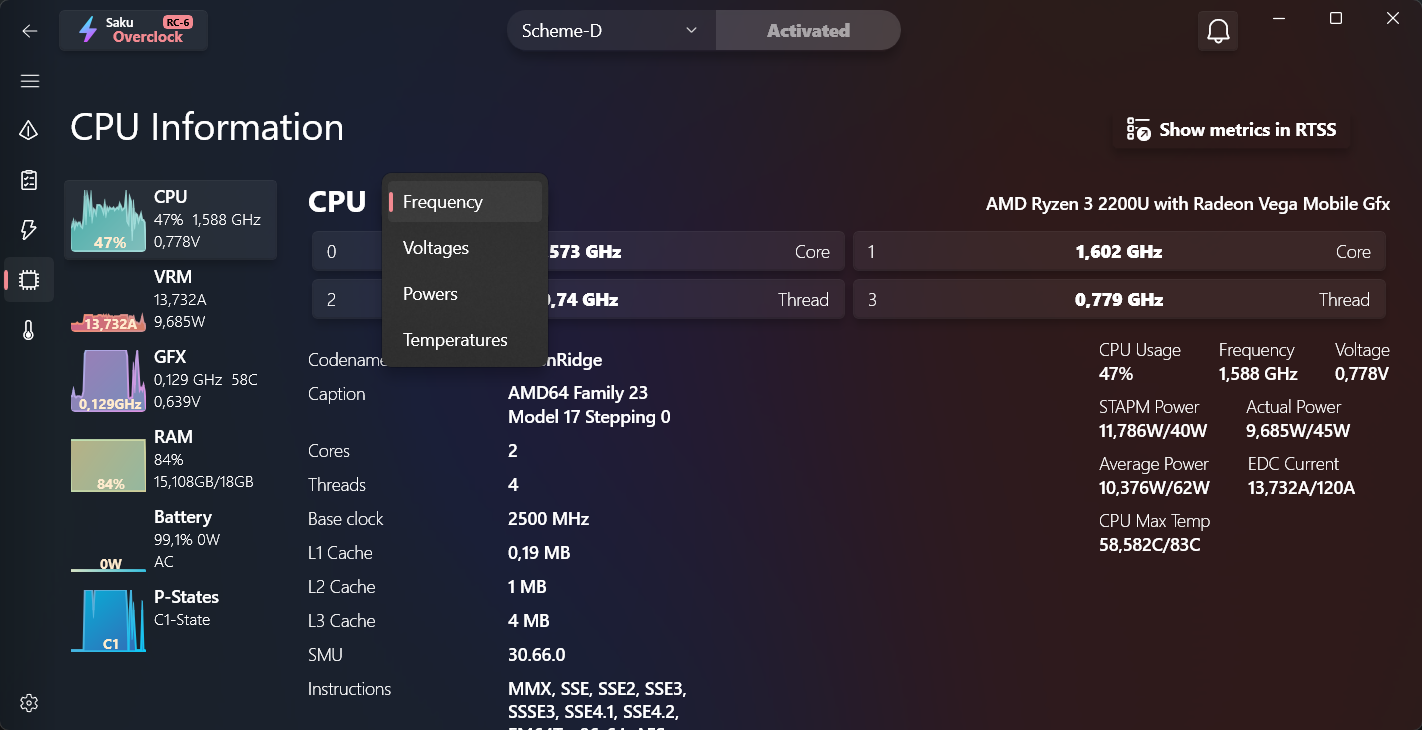 Saku RC-6
Overclock
Scheme-D
Activated
CPU Information
Show metrics in RTSS
CPU
47% 1,588 GHz
0,778V
47%
VRM
13,732A
9,685W
13,732A
GFX
0,129 GHz 58C
0,639V
0,129GHz
RAM
84%
15,108GB/18GB
84%
Battery
99,1% 0W
AC
0W
P-States
C1-State
C1
CPU
Frequency
Voltages
Powers
Temperatures
AMD Ryzen 3 2200U with Radeon Vega Mobile Gfx
0 573 GHz Core
1 1,602 GHz Core
2 ,74 GHz Thread
3 0,779 GHz Thread
Codename nRidge
Caption AMD64 Family 23
Model 17 Stepping 0
Cores 2
Threads 4
Base clock 2500 MHz
L1 Cache 0,19 MB
L2 Cache 1 MB
L3 Cache 4 MB
SMU 30.66.0
Instructions MMX, SSE, SSE2, SSE3,
SSSE3, SSE4.1, SSE4.2,
CPU Usage Frequency Voltage
47% 1,588 GHz 0,778V
STAPM Power Actual Power
11,786W/40W 9,685W/45W
Average Power EDC Current
10,376W/62W 13,732A/120A
CPU Max Temp
58,582C/83C